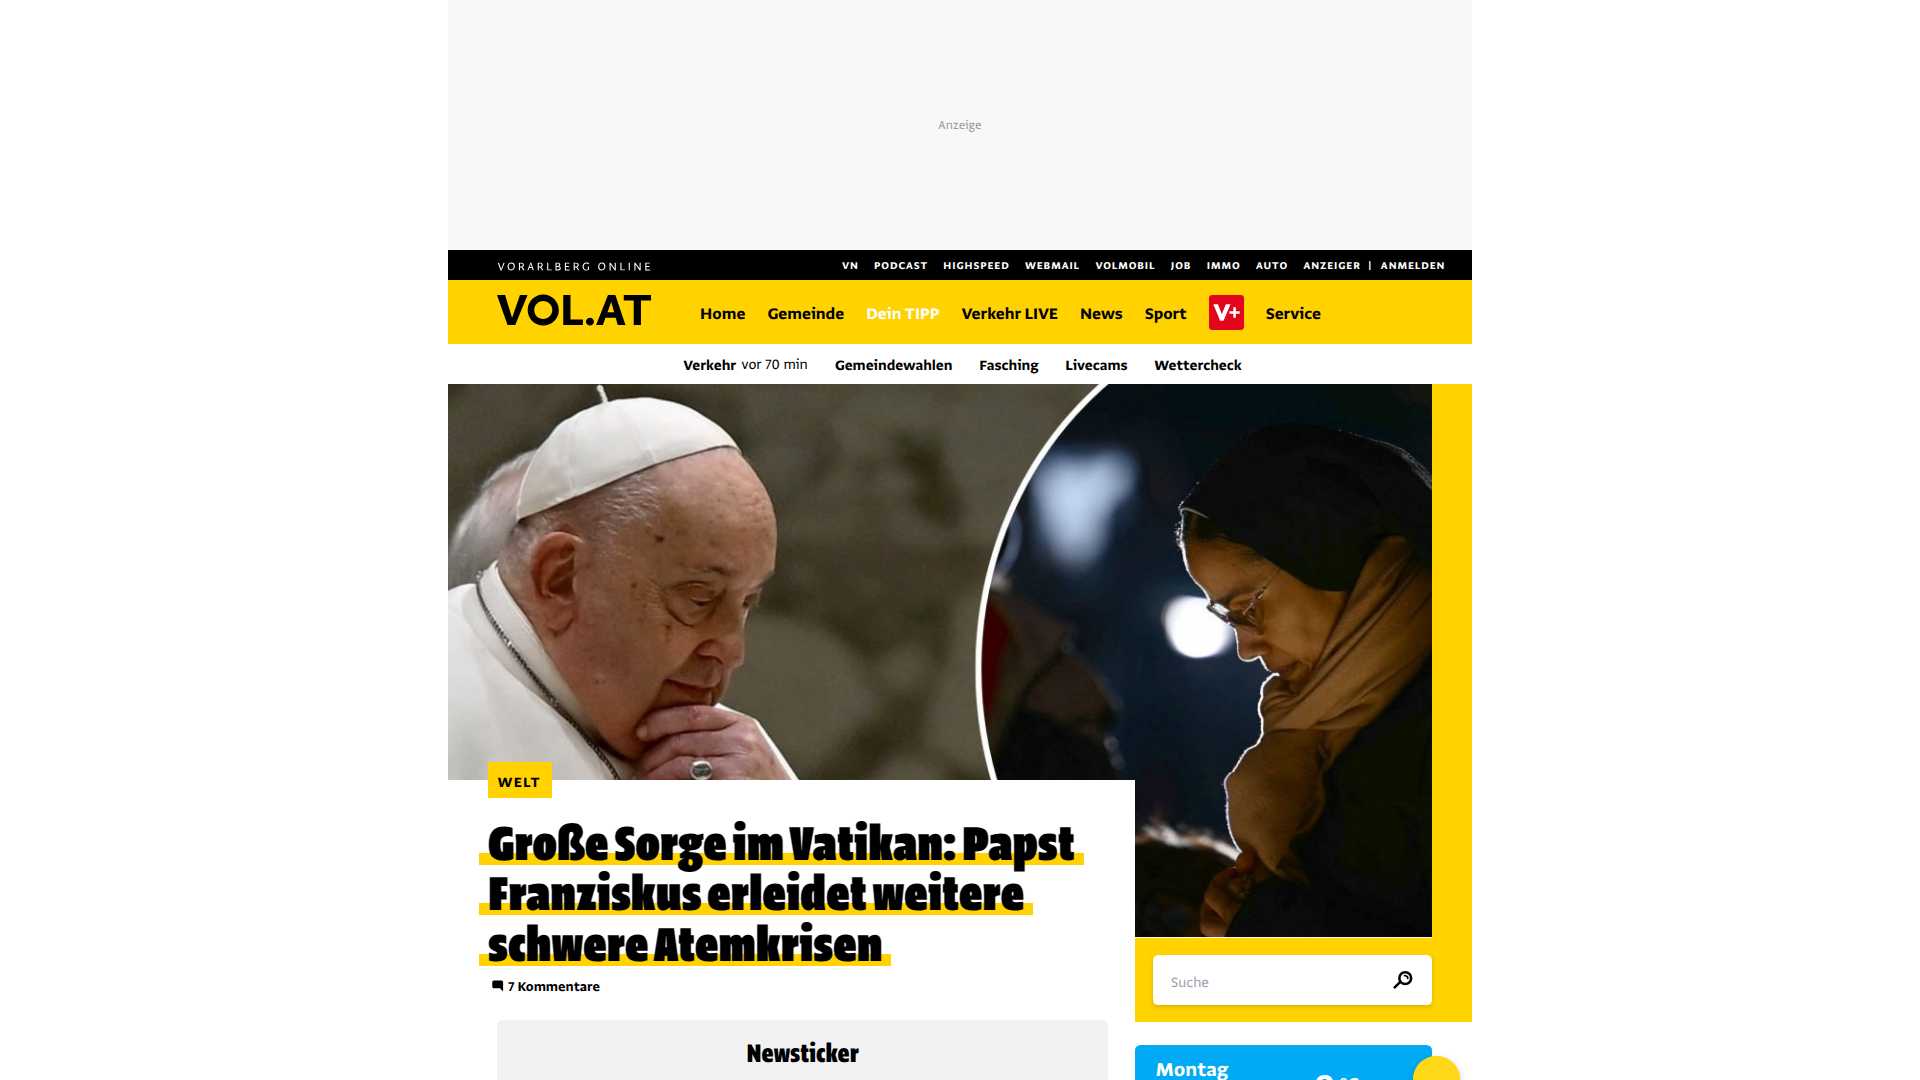 Anzeige
VORARLBERG ONLINE
VN PODCAST HIGHSPEED WEBMAIL VOLMOBIL JOB IMMO AUTO ANZEIGER | ANMELDEN
VOL.AT
Home Gemeinde Dein TIPP Verkehr LIVE News Sport V+ Service
Verkehr vor 70 min Gemeindewahlen Fasching Livecams Wettercheck
WELT
Große Sorge im Vatikan: Papst
Franziskus erleidet weitere
schwere Atemkrisen
7 Kommentare
Suche
Newsticker
Montag